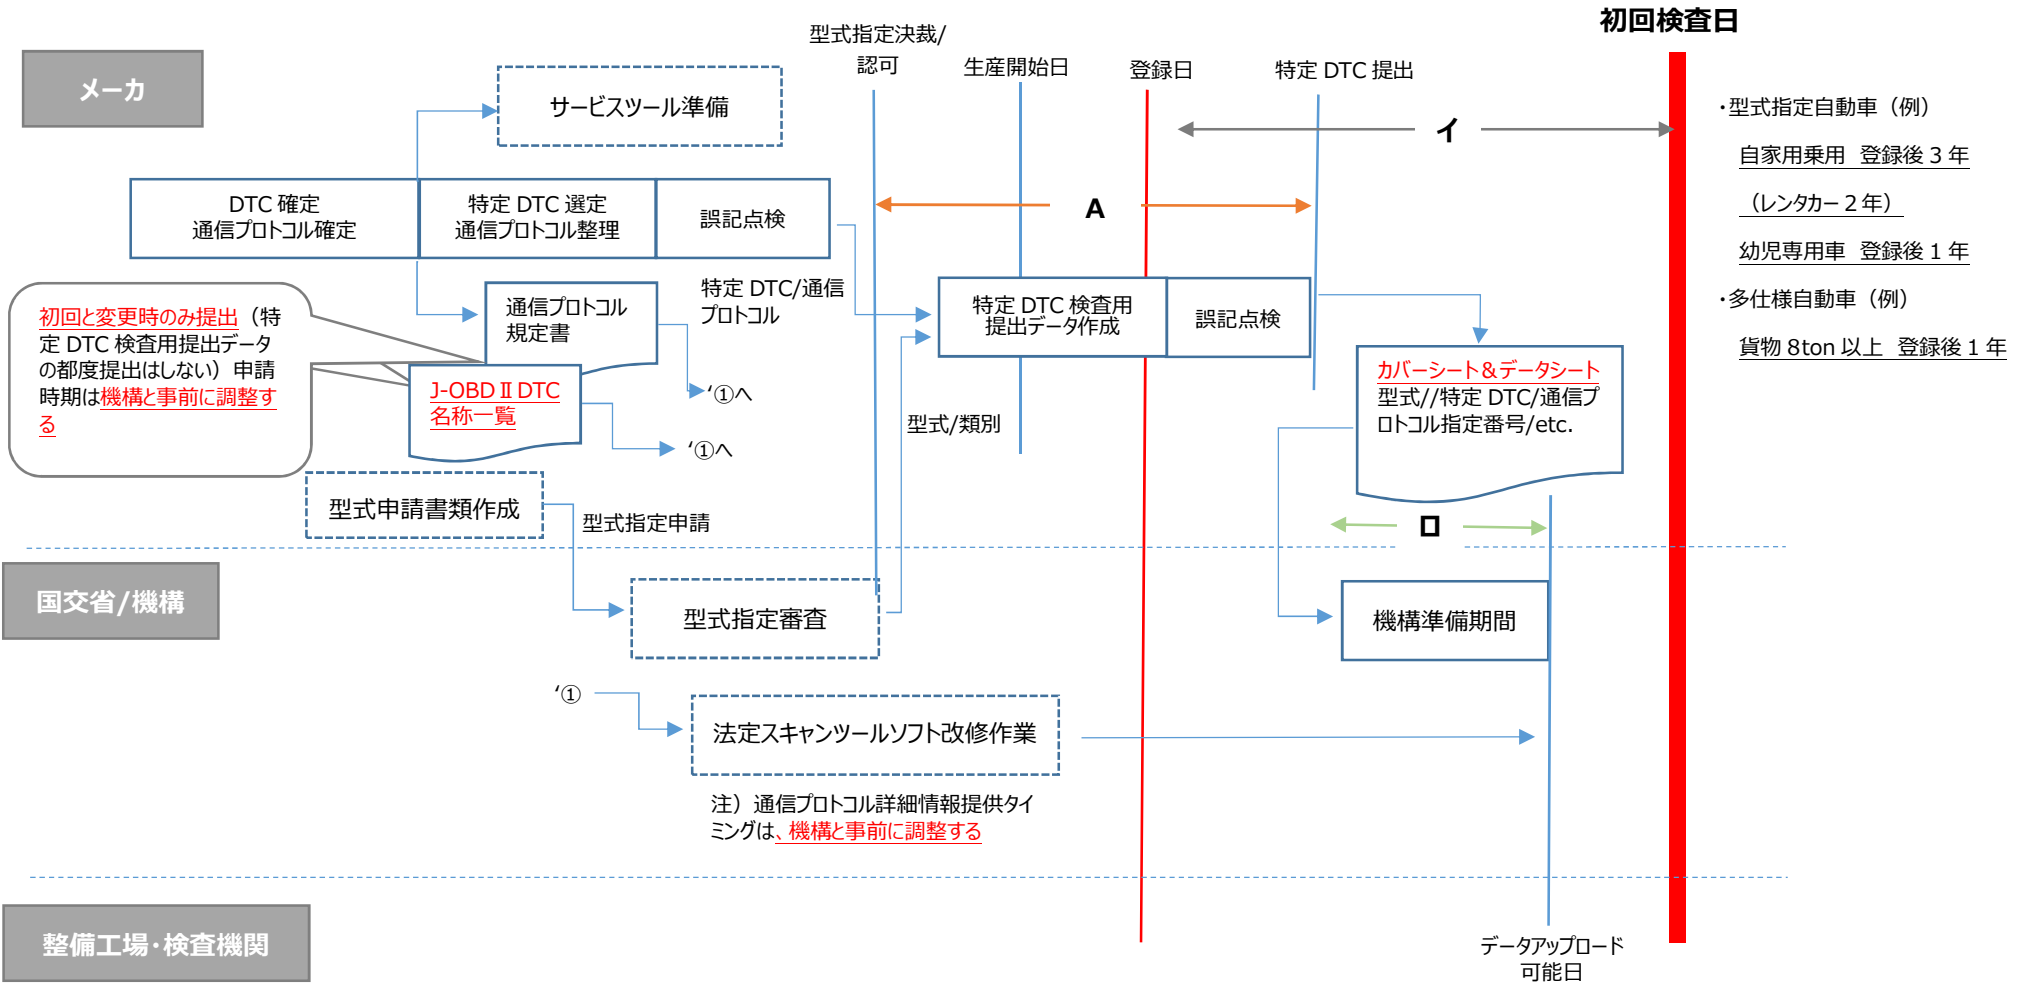 初回検査日
メーカ
型式指定決裁/
認可
生産開始日
登録日
特定 DTC 提出
サービスツール準備
イ
・型式指定自動車（例）
自家用乗用 登録後 3 年
（レンタカー 2 年）
幼児専用車 登録後 1 年
・多仕様自動車（例）
貨物 8ton 以上 登録後 1 年
DTC 確定
通信プロトコル確定
特定 DTC 選定
通信プロトコル整理
誤記点検
A
初回と変更時のみ提出（特
定 DTC 検査用提出データ
の都度提出はしない）申請
時期は機構と事前に調整す
る
通信プロトコル
規定書
特定 DTC/通信
プロトコル
特定 DTC 検査用
提出データ作成
誤記点検
J-OBDⅡDTC
名称一覧
‘①へ
‘①へ
型式/類別
カバーシート＆データシート
型式//特定 DTC/通信プ
ロトコル指定番号/etc.
型式申請書類作成
型式指定申請
ロ
国交省/機構
型式指定審査
機構準備期間
‘①
法定スキャンツールソフト改修作業
注）通信プロトコル詳細情報提供タイ
ミングは、機構と事前に調整する
整備工場・検査機関
データアップロード
可能日